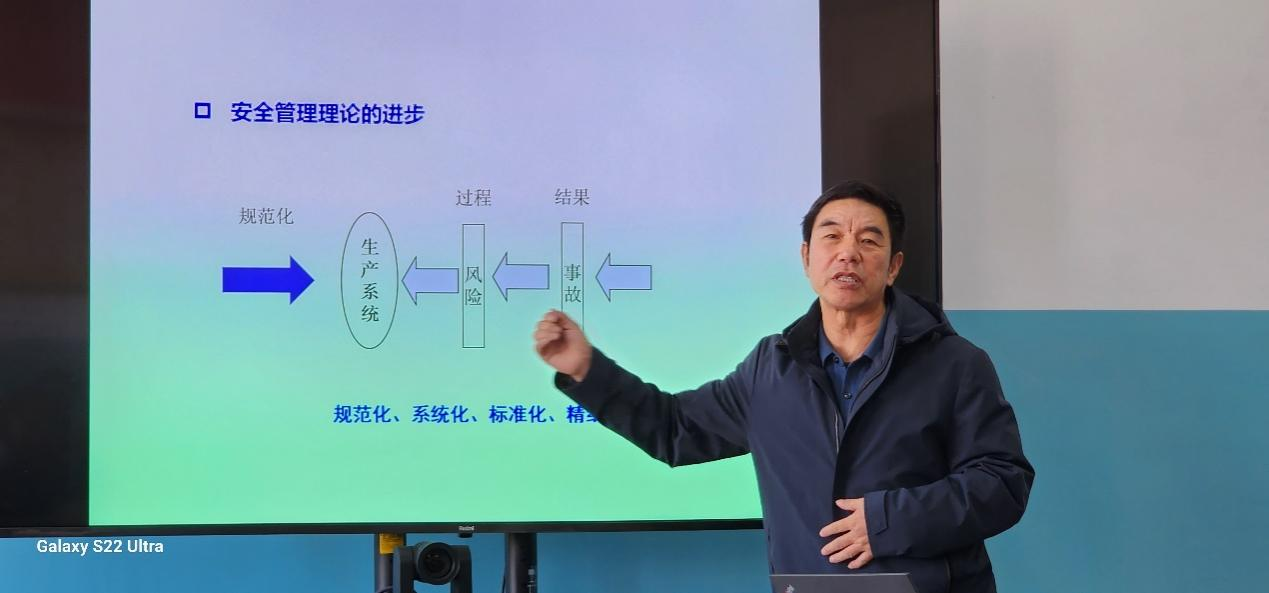 安全管理理论的进步
过程
结果
规范化
生产系统
风险
事故
规范化、系统化、标准化、精
Redmi
Galaxy S22 Ultra